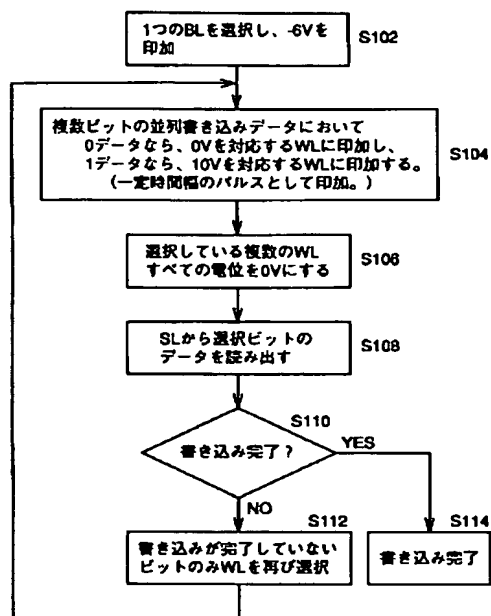 1つのBLを選択し、-6Vを
印加
S102
複数ビットの並列書き込みデータにおいて
0データなら、0Vを対応するWLに印加し、
1データなら、10Vを対応するWLに印加する。
(一定時間幅のパルスとして印加。)
S104
選択している複数のWL
すべての電位を0Vにする
S106
SLから選択ビットの
データを読み出す
S108
S110
書き込み完了?
YES
NO
S112
書き込みが完了していない
ビットのみWLを再び選択
S114
書き込み完了